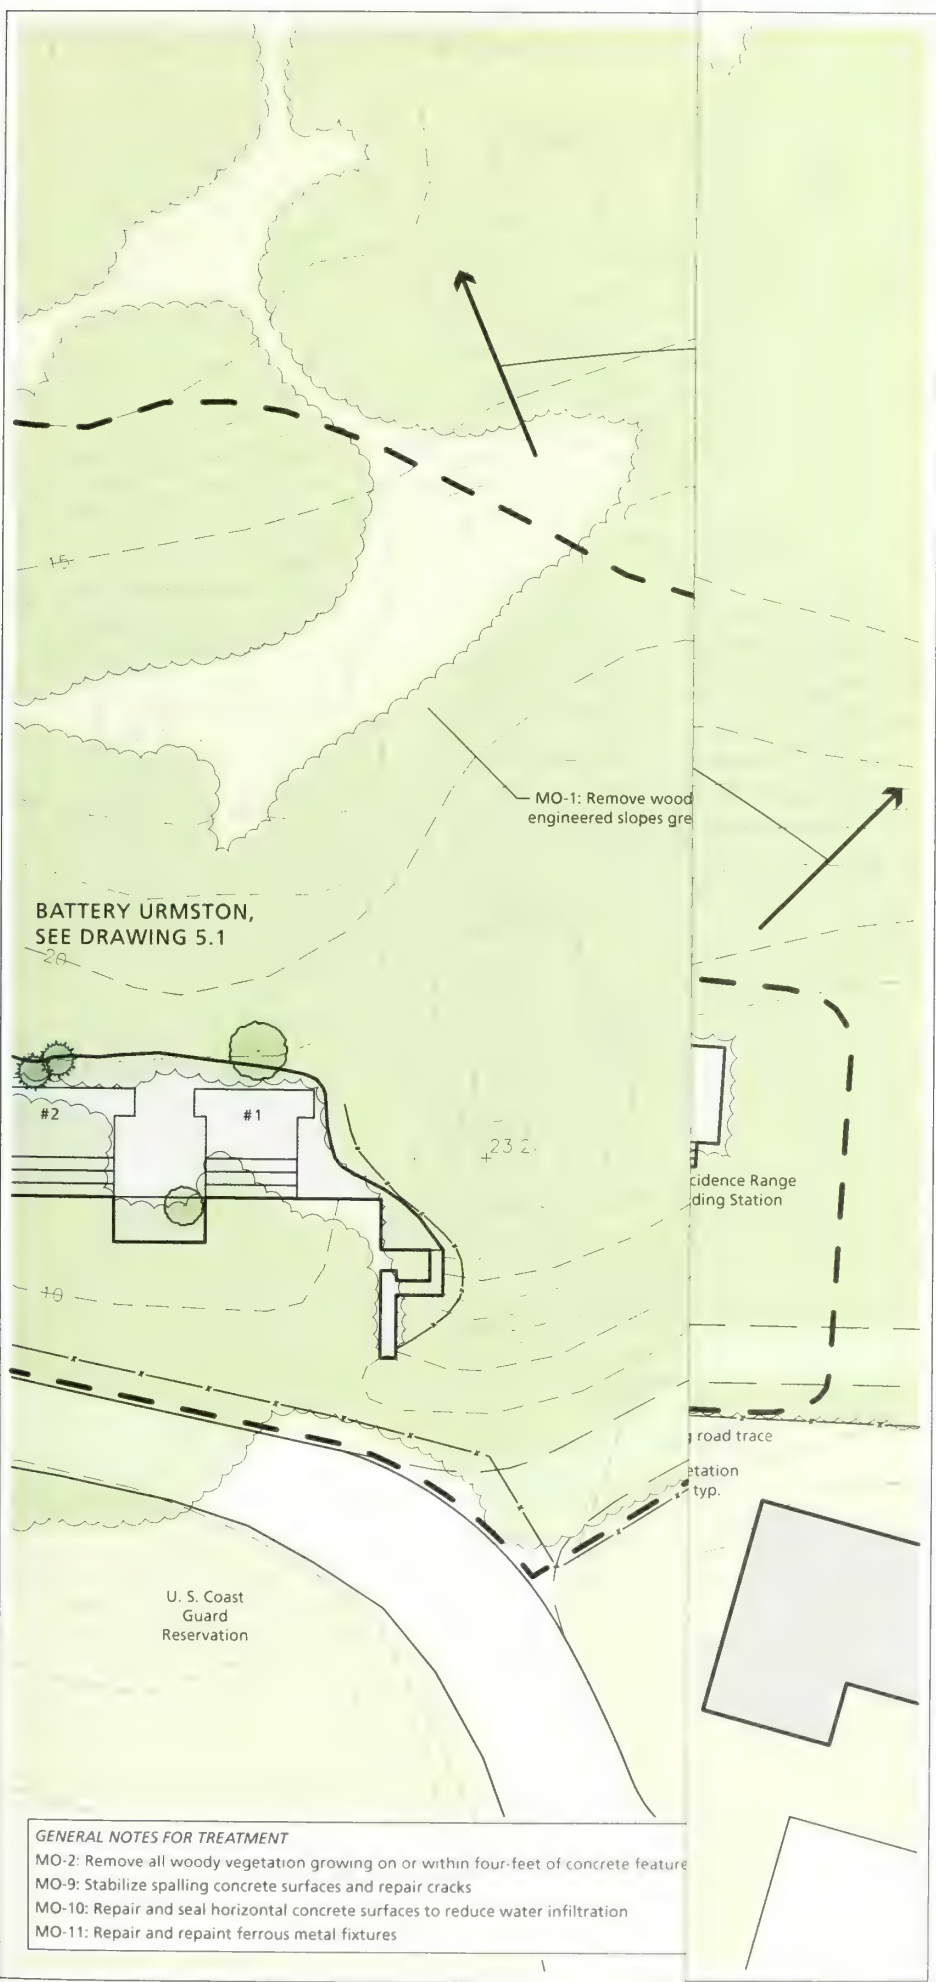 15
MO-1: Remove wood
engineered slopes gre
BATTERY URMSTON,
SEE DRAWING 5.1
20
#2
#1
23.2
cidence Range
ding Station
10
road trace
etation
typ.
U. S. Coast
Guard
Reservation
GENERAL NOTES FOR TREATMENT
MO-2: Remove all woody vegetation growing on or within four-feet of concrete feature
MO-9: Stabilize spalling concrete surfaces and repair cracks
MO-10: Repair and seal horizontal concrete surfaces to reduce water infiltration
MO-11: Repair and repaint ferrous metal fixtures